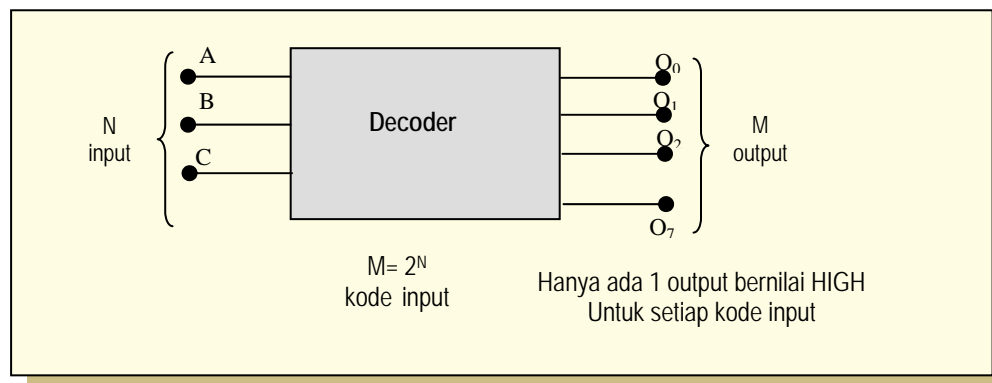 A
B
C
N
input
Decoder
O₀
O₁
O₂
O₇
M
output
M= 2ᴺ
kode input
Hanya ada 1 output bernilai HIGH
Untuk setiap kode input